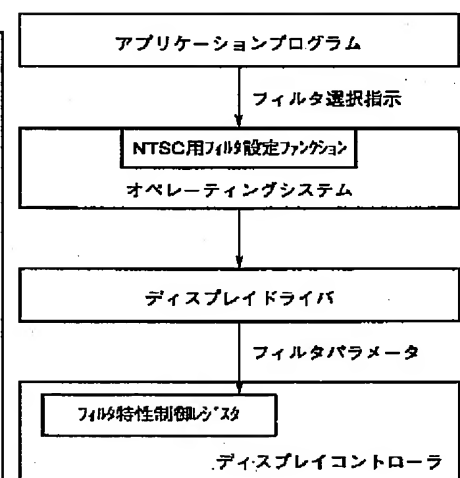 アプリケーションプログラム
フィルタ選択指示
NTSC用フィルタ設定ファンクション
オペレーティングシステム
ディスプレイドライバ
フィルタパラメータ
フィルタ特性制御レジスタ
ディスプレイコントローラ